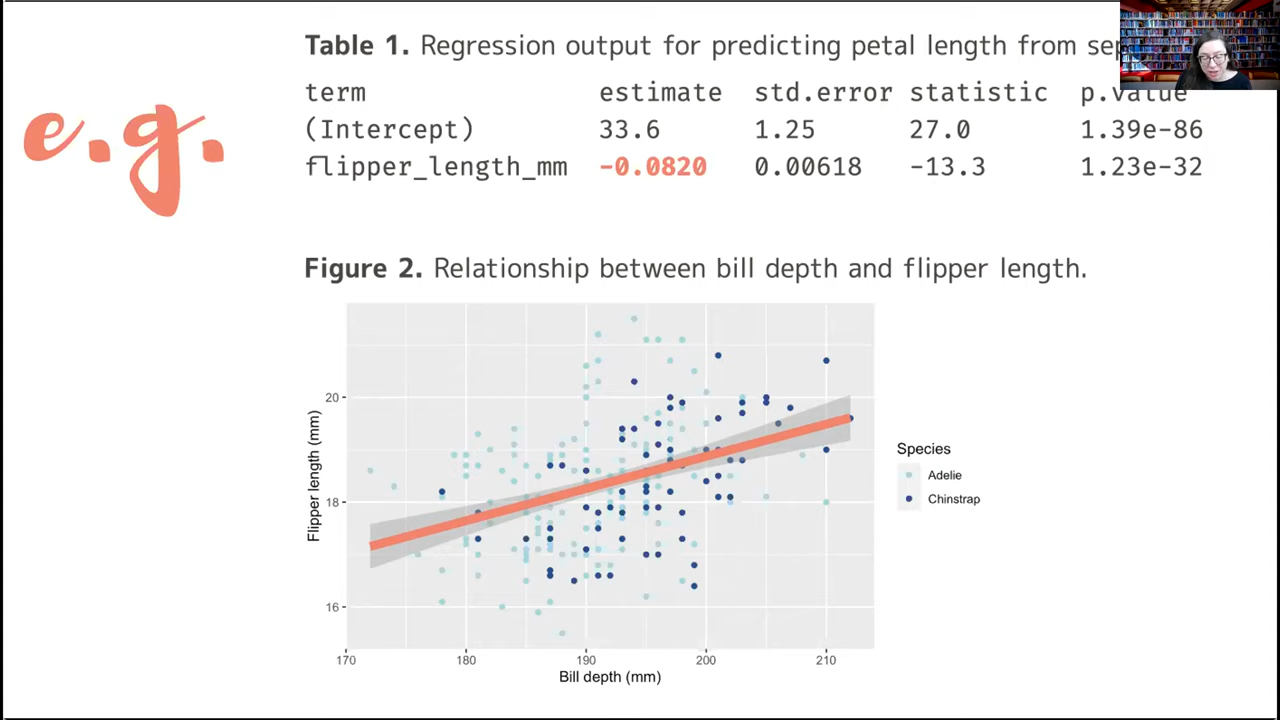 e.g.
Table 1. Regression output for predicting petal length from
term estimate std.error statistic p.value
(Intercept) 33.6 1.25 27.0 1.39e-86
flipper_length_mm -0.0820 0.00618 -13.3 1.23e-32
Figure 2. Relationship between bill depth and flipper length.
Flipper length (mm)
20
18
16
170 180 190 200 210
Bill depth (mm)
Species
Adelie
Chinstrap